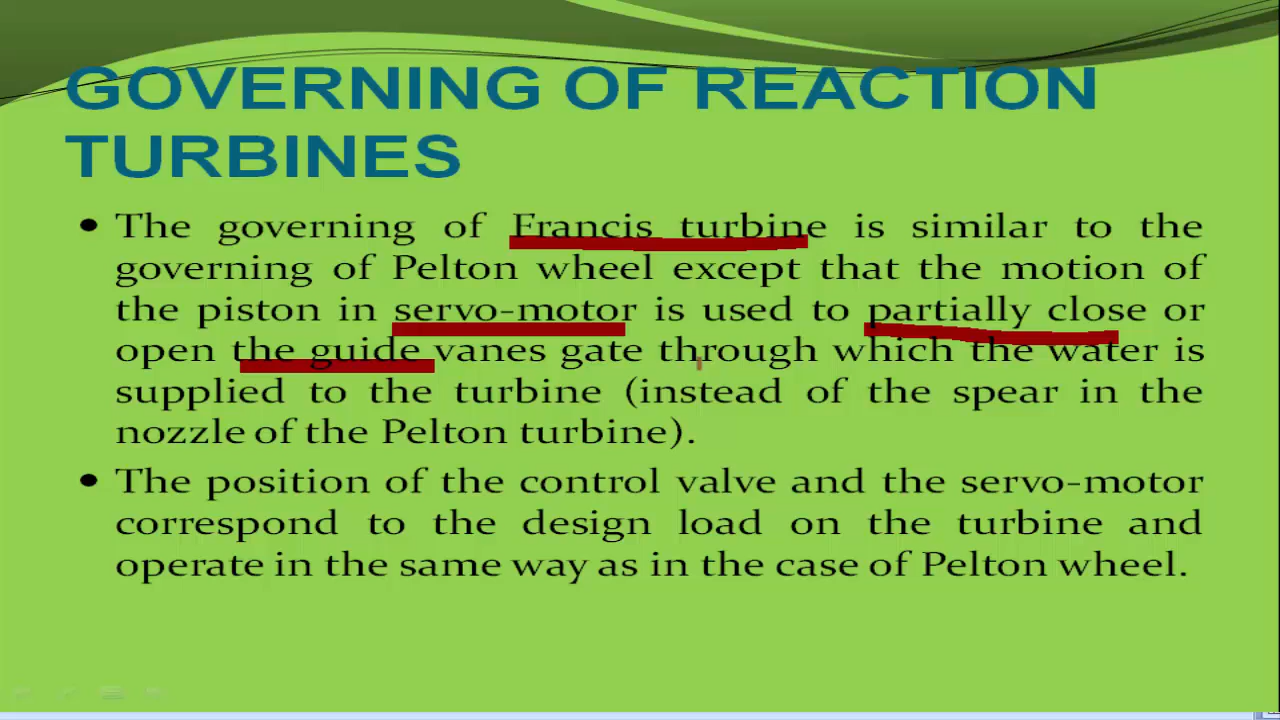 GOVERNING OF REACTION
TURBINES
• The governing of Francis turbine is similar to the
governing of Pelton wheel except that the motion of
the piston in servo-motor is used to partially close or
open the guide vanes gate through which the water is
supplied to the turbine (instead of the spear in the
nozzle of the Pelton turbine).
• The position of the control valve and the servo-motor
correspond to the design load on the turbine and
operate in the same way as in the case of Pelton wheel.